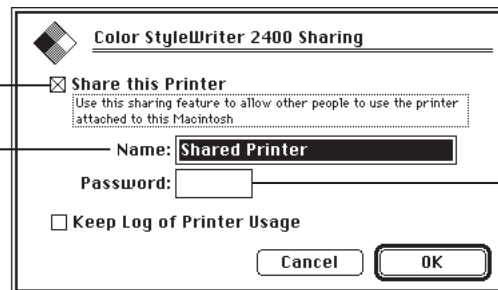 Color StyleWriter 2400 Sharing
Share this Printer
Use this sharing feature to allow other people to use the printer
attached to this Macintosh
Name: Shared Printer
Password:
Keep Log of Printer Usage
Cancel OK